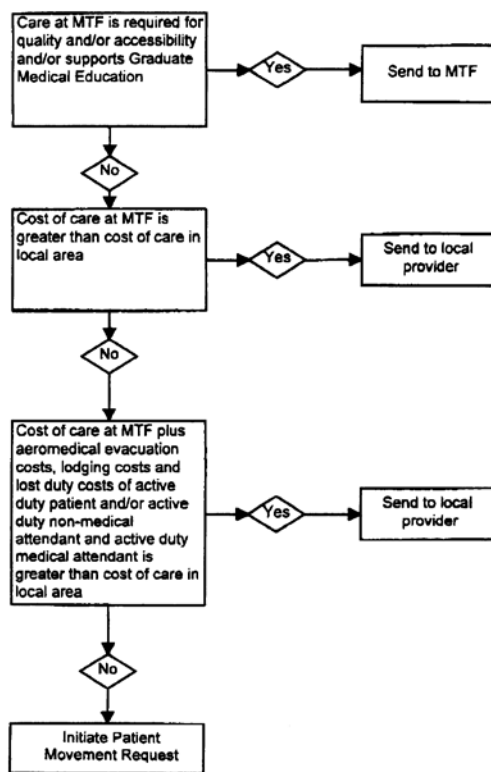 Care at MTF is required for
quality and/or accessibility
and/or supports Graduate
Medical Education
Yes
Send to MTF
No
Cost of care at MTF is
greater than cost of care in
local area
Yes
Send to local
provider
No
Cost of care at MTF plus
aeromedical evacuation
costs, lodging costs and
lost duty costs of active
duty patient and/or active
duty non-medical
attendant and active duty
medical attendant is
greater than cost of care in
local area
Yes
Send to local
provider
No
Initiate Patient
Movement Request